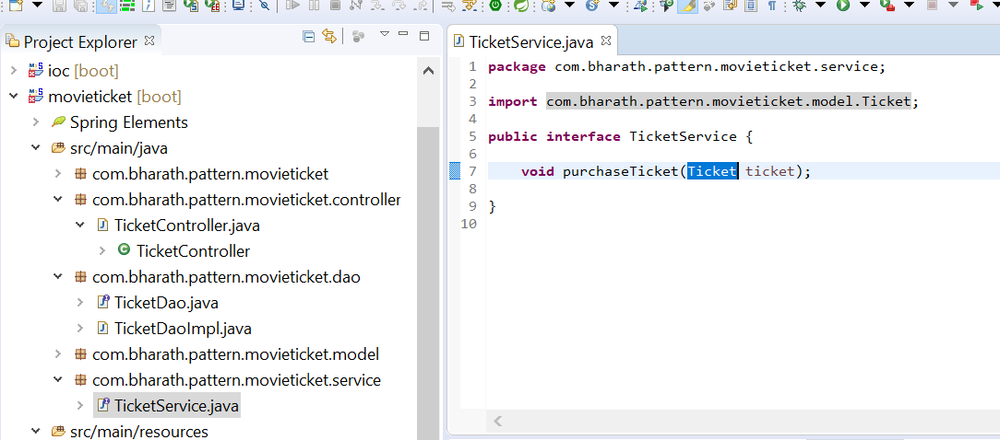 Project Explorer
ioc [boot]
movieticket [boot]
Spring Elements
src/main/java
com.bharath.pattern.movieticket
com.bharath.pattern.movieticket.controller
TicketController.java
TicketController
com.bharath.pattern.movieticket.dao
TicketDao.java
TicketDaoImpl.java
com.bharath.pattern.movieticket.model
com.bharath.pattern.movieticket.service
TicketService.java
src/main/resources
TicketService.java
1 package com.bharath.pattern.movieticket.service;
2
3 import com.bharath.pattern.movieticket.model.Ticket;
4
5 public interface TicketService {
6
7 void purchaseTicket(Ticket ticket);
8
9 }
10